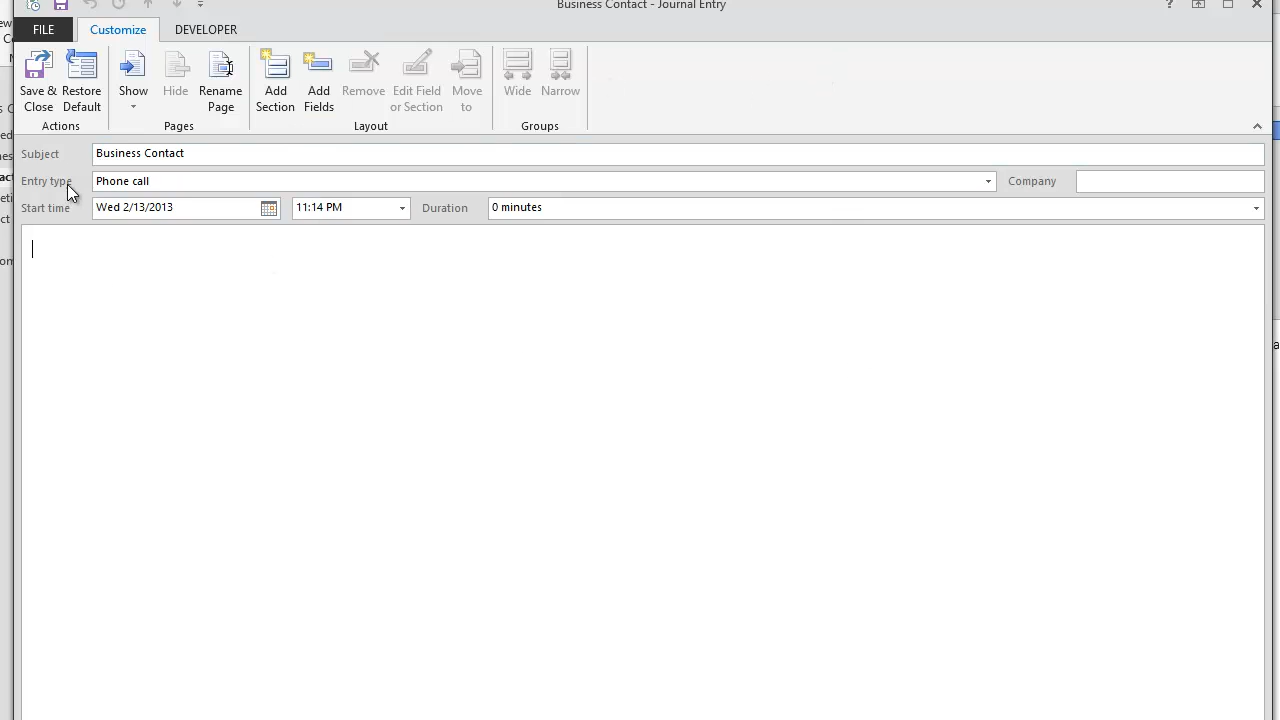 Business Contact - Journal Entry
?
FILE Customize DEVELOPER
Save & Close Restore Default Show Hide Rename Page Add Section Add Fields Remove Edit Field or Section Move to Wide Narrow
Actions Pages Layout Groups
Subject Business Contact
Entry type Phone call Company
Start time Wed 2/13/2013 11:14 PM Duration 0 minutes